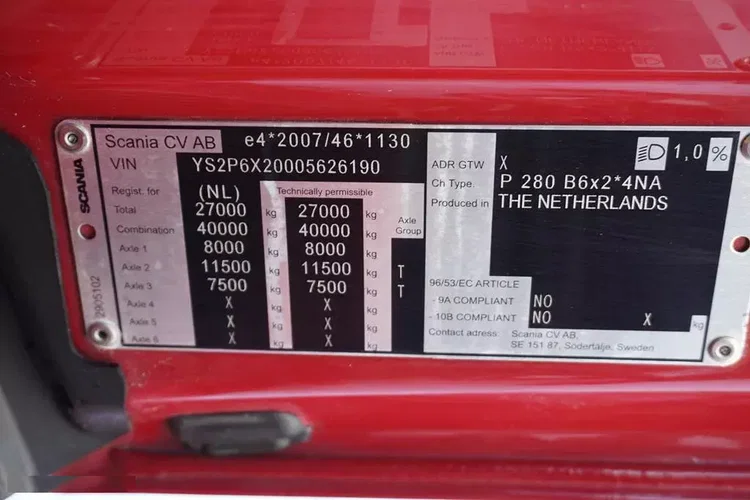 SCANIA
2905102
Scania CV AB e4*2007/46*1130
VIN YS2P6X20005626190
Regist. for (NL) Technically permissible
Total 27000 kg 27000 kg Axle Group
Combination 40000 kg 40000 kg
Axle 1 8000 kg 8000 kg
Axle 2 11500 kg 11500 kg T
Axle 3 7500 kg 7500 kg T
Axle 4 X kg X kg
Axle 5 X kg X kg
Axle 6 X kg X kg
1,0 %
ADR GTW X
Ch Type P 280 B6x2*4NA
Produced in THE NETHERLANDS
96/53/EC ARTICLE
- 9A COMPLIANT NO
- 10B COMPLIANT NO X kg
Contact adress: Scania CV AB,
SE 151 87, Södertälje, Sweden